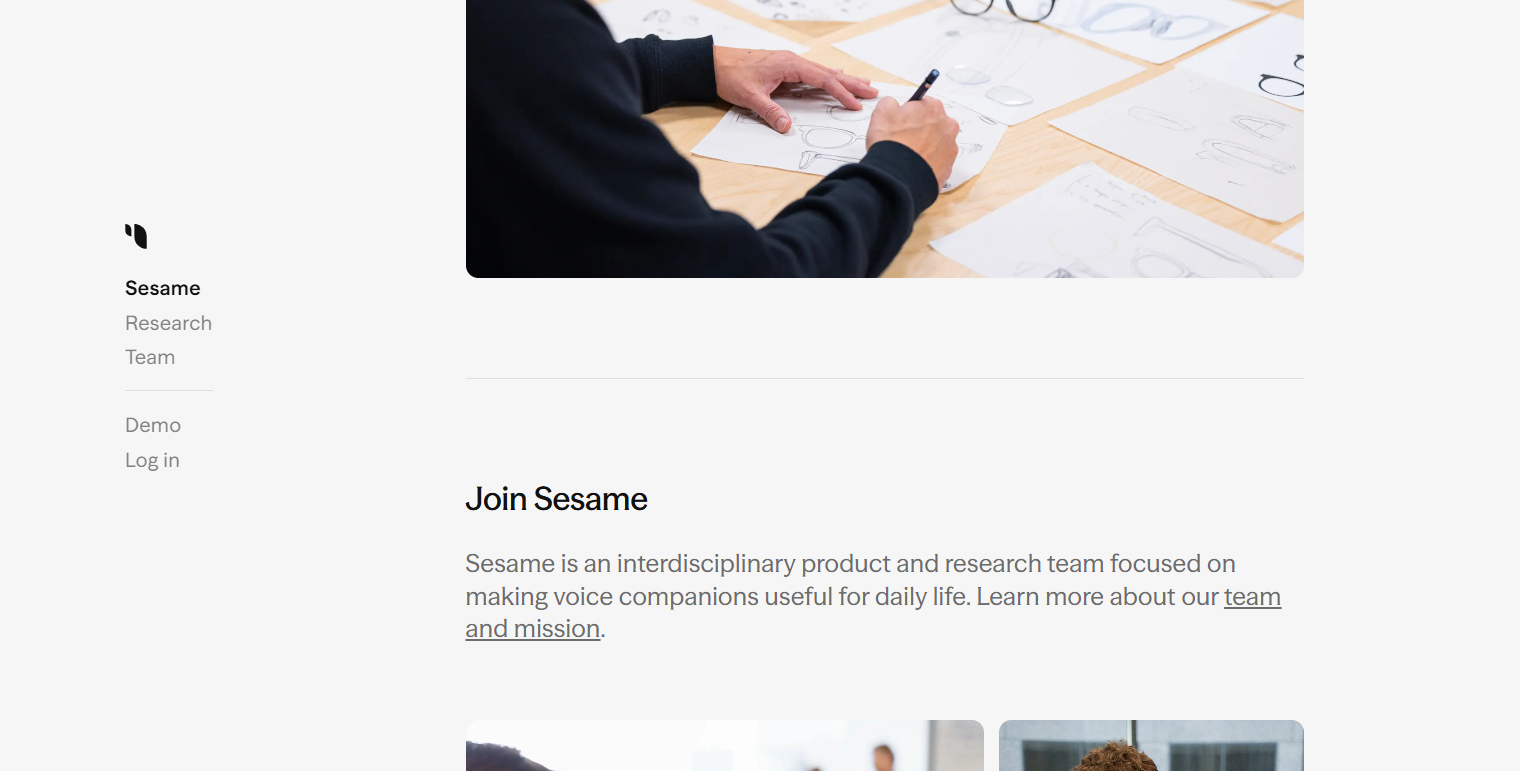 Sesame
Research
Team
Demo
Log in
Join Sesame
Sesame is an interdisciplinary product and research team focused on
making voice companions useful for daily life. Learn more about our team
and mission.